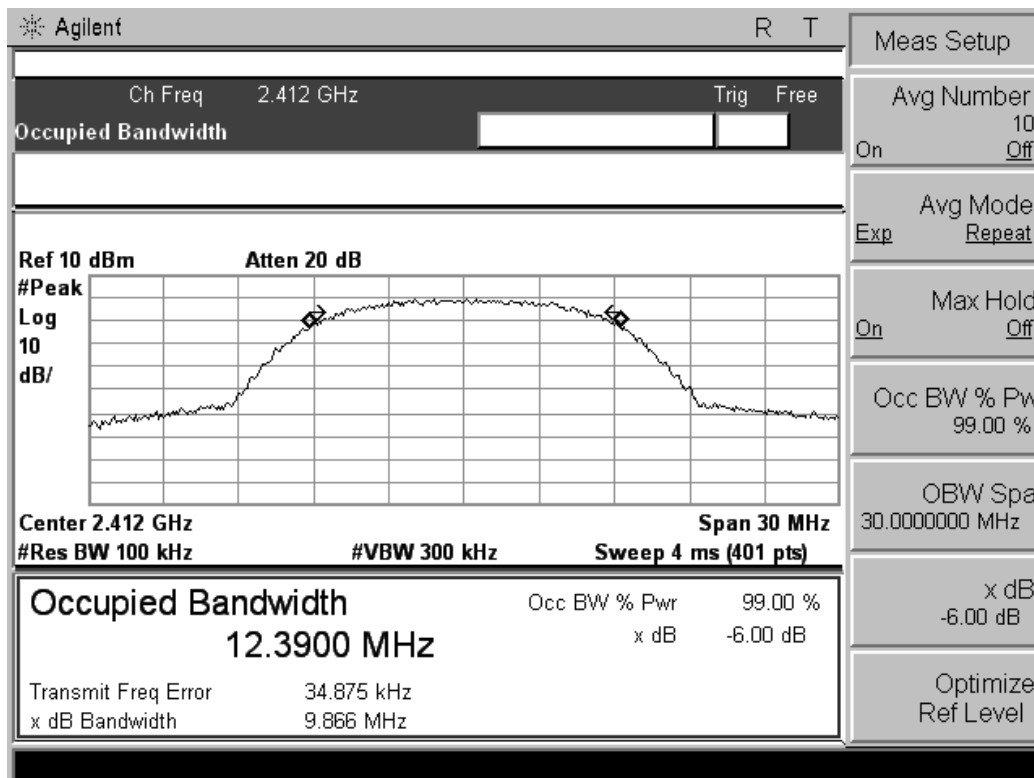 Agilent R T
Ch Freq 2.412 GHz Trig Free
Occupied Bandwidth
Ref 10 dBm Atten 20 dB
#Peak
Log
10
dB/
Center 2.412 GHz Span 30 MHz
#Res BW 100 kHz #VBW 300 kHz Sweep 4 ms (401 pts)
Occupied Bandwidth Occ BW % Pwr 99.00 %
12.3900 MHz x dB -6.00 dB
Transmit Freq Error 34.875 kHz
x dB Bandwidth 9.866 MHz
Meas Setup
Avg Number
10
On Off
Avg Mode
Exp Repeat
Max Hold
On Off
Occ BW % Pw
99.00 %
OBW Spa
30.0000000 MHz
x dB
-6.00 dB
Optimize
Ref Level